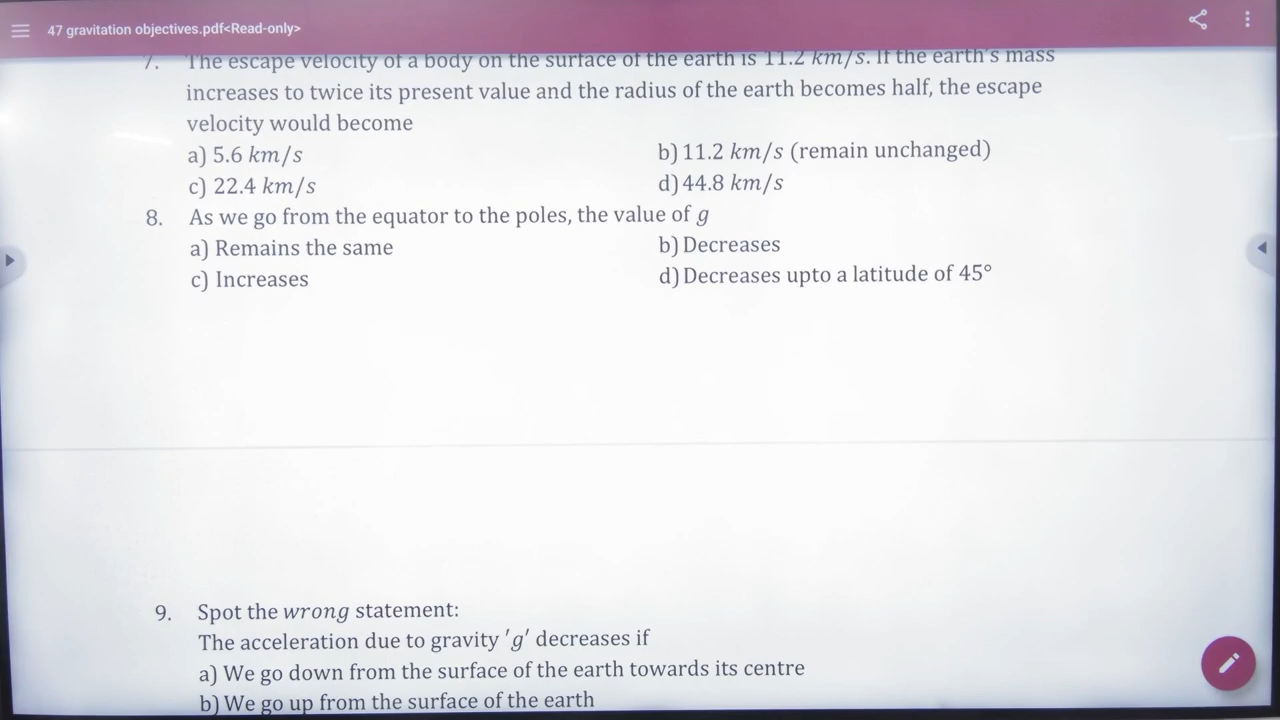 47 gravitation objectives.pdf<Read-only>
7. The escape velocity of a body on the surface of the earth is 11.2 km/s. If the earth's mass
increases to twice its present value and the radius of the earth becomes half, the escape
velocity would become
a) 5.6 km/s b) 11.2 km/s (remain unchanged)
c) 22.4 km/s d) 44.8 km/s
8. As we go from the equator to the poles, the value of g
a) Remains the same b) Decreases
c) Increases d) Decreases upto a latitude of 45°
9. Spot the wrong statement:
The acceleration due to gravity 'g' decreases if
a) We go down from the surface of the earth towards its centre
b) We go up from the surface of the earth